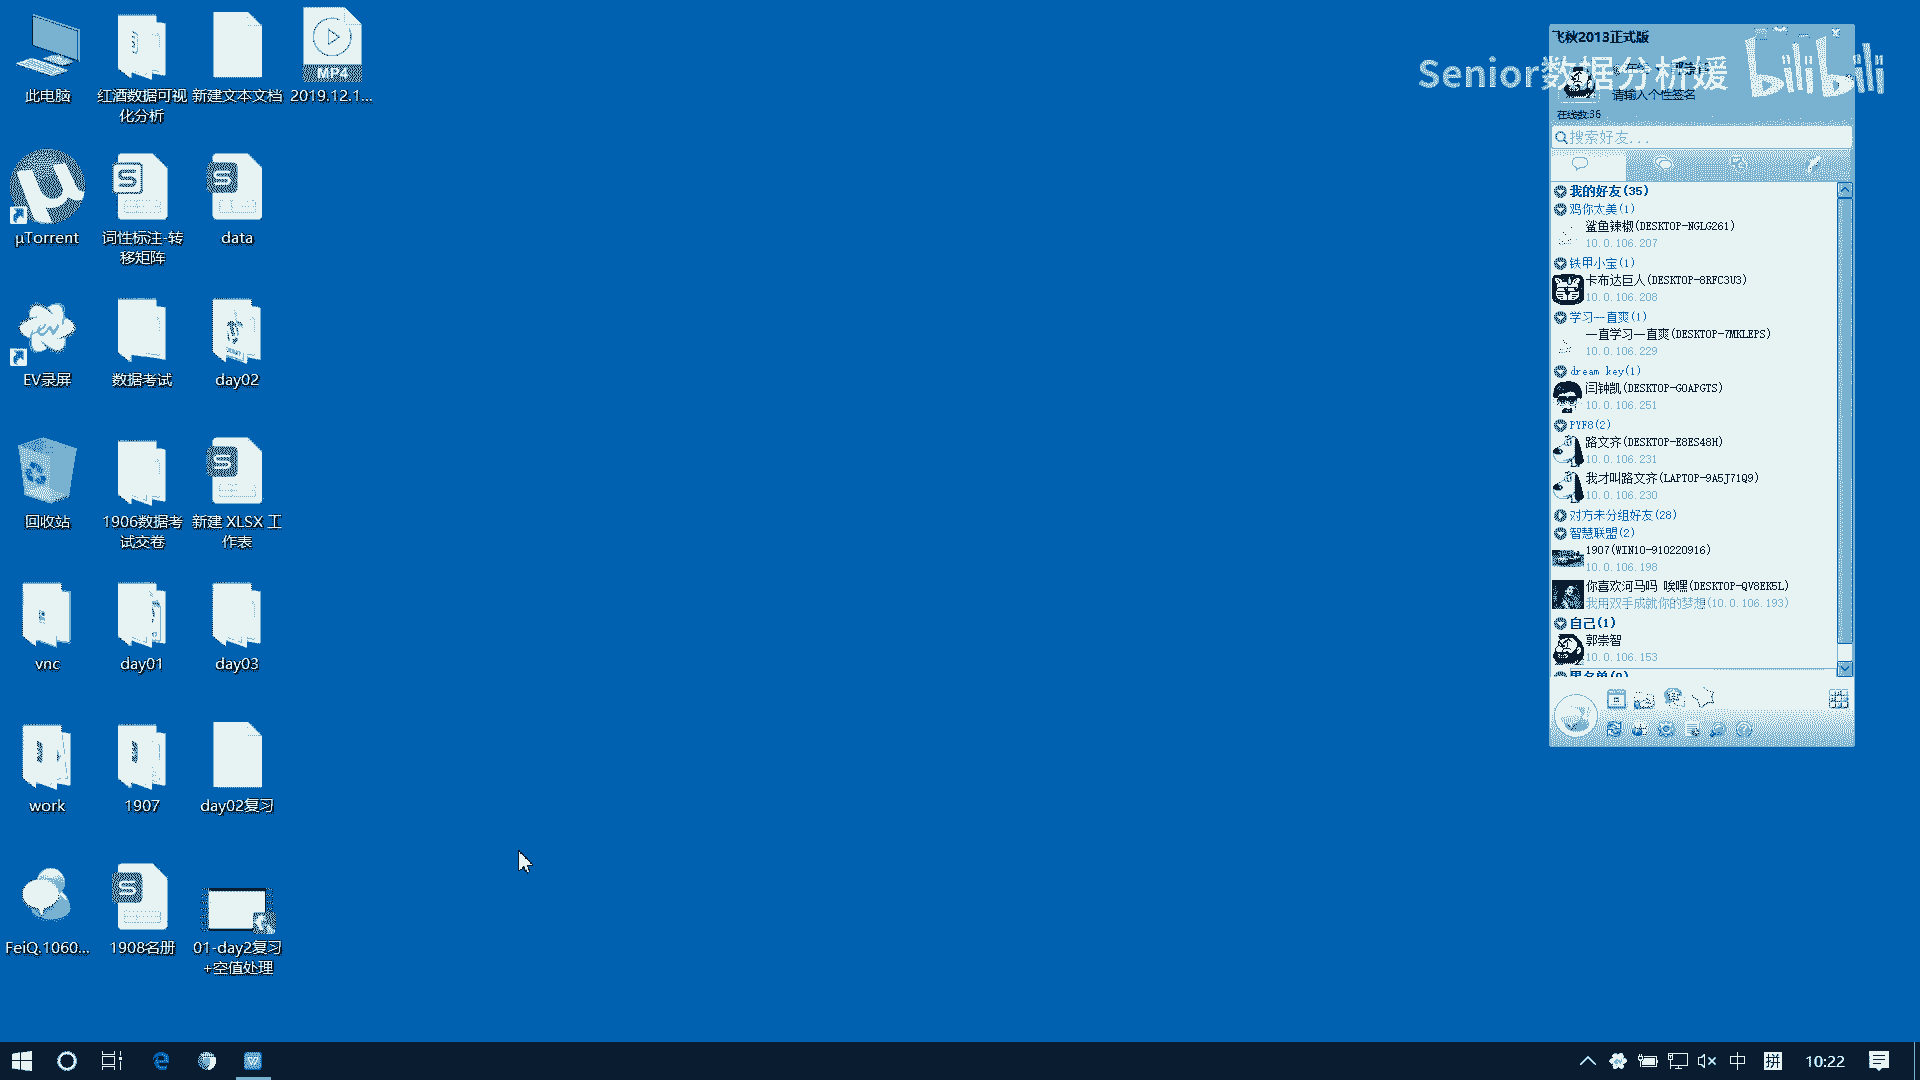 此电脑
红酒数据可视
化分析
新建文本文档
MP4
2019.12.1...
µTorrent
词性标注-转
移矩阵
data
EV录屏
数据考试
day02
回收站
1906数据考
试交卷
新建 XLSX 工
作表
vnc
day01
day03
work
1907
day02复习
FeiQ.1060...
1908名册
01-day2复习
+空值处理
飞秋2013正式版
Senior数据分析媛
bilibili
请输入个性签名
在线数:36
搜索好友...
我的好友(35)
鸡你太美(1)
鲨鱼辣椒(DESKTOP-NGLG261)
10.0.106.207
铁甲小宝(1)
卡布达巨人(DESKTOP-8RFC3U3)
10.0.106.208
学习一直爽(1)
一直学习一直爽(DESKTOP-7MKLEPS)
10.0.106.229
dream key(1)
闫钟凯(DESKTOP-GOAPGTS)
10.0.106.251
PYF8(2)
路文齐(DESKTOP-E8ES48H)
10.0.106.231
我才叫路文齐(LAPTOP-9A5J71Q9)
10.0.106.230
对方未分组好友(28)
智慧联盟(2)
1907(WIN10-910220916)
10.0.106.198
你喜欢河马吗 唉嘿(DESKTOP-QV8EK5L)
我用双手成就你的梦想(10.0.106.193)
自己(1)
郭崇智
10.0.106.153
中
拼
10:22